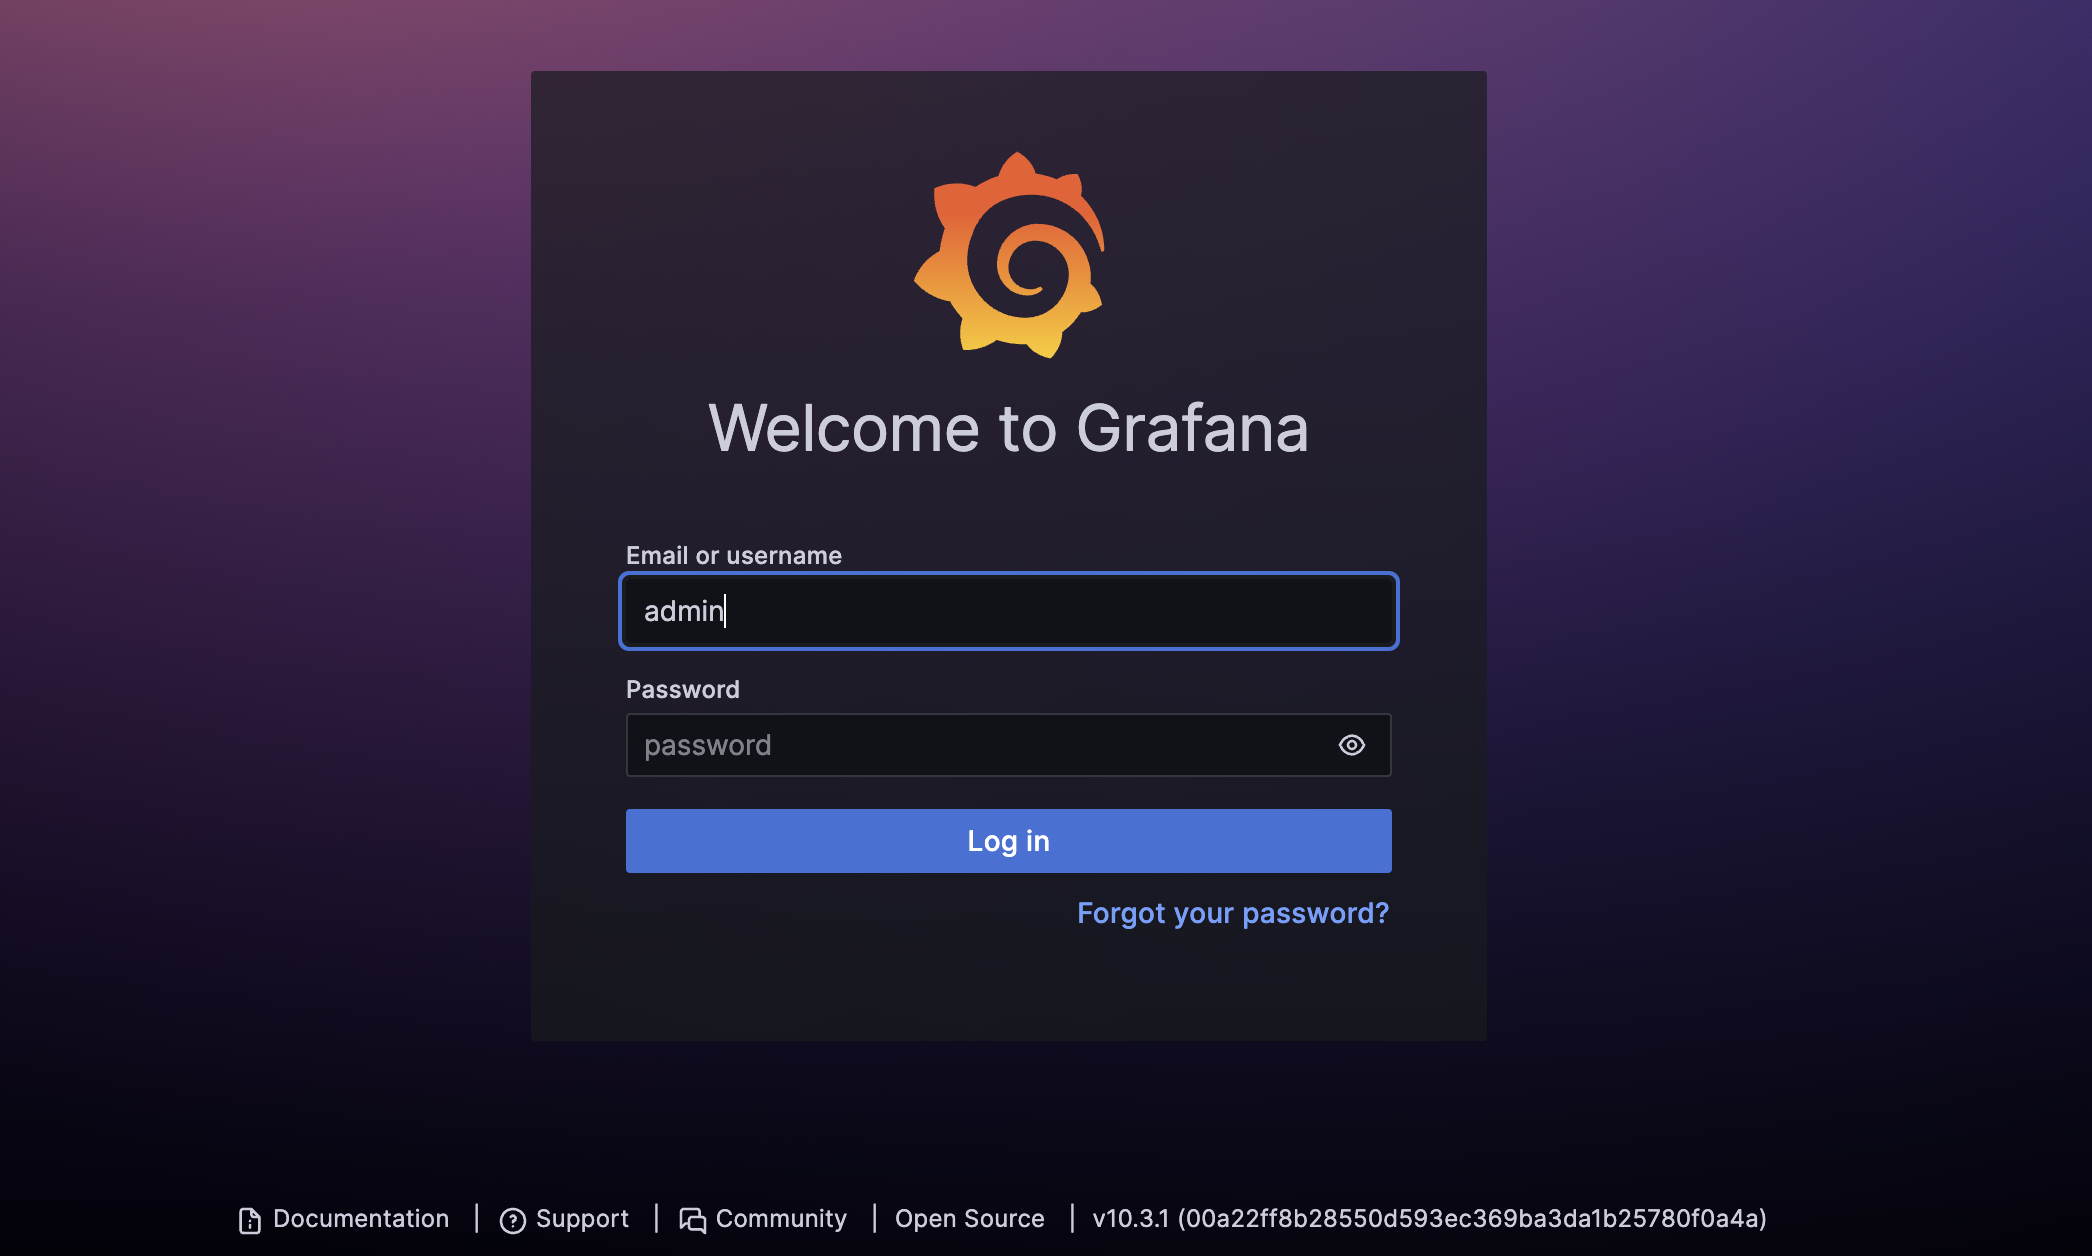 Welcome to Grafana
Email or username
admin
Password
password
Log in
Forgot your password?
Documentation | Support | Community | Open Source | v10.3.1 (00a22ff8b28550d593ec369ba3da1b25780f0a4a)